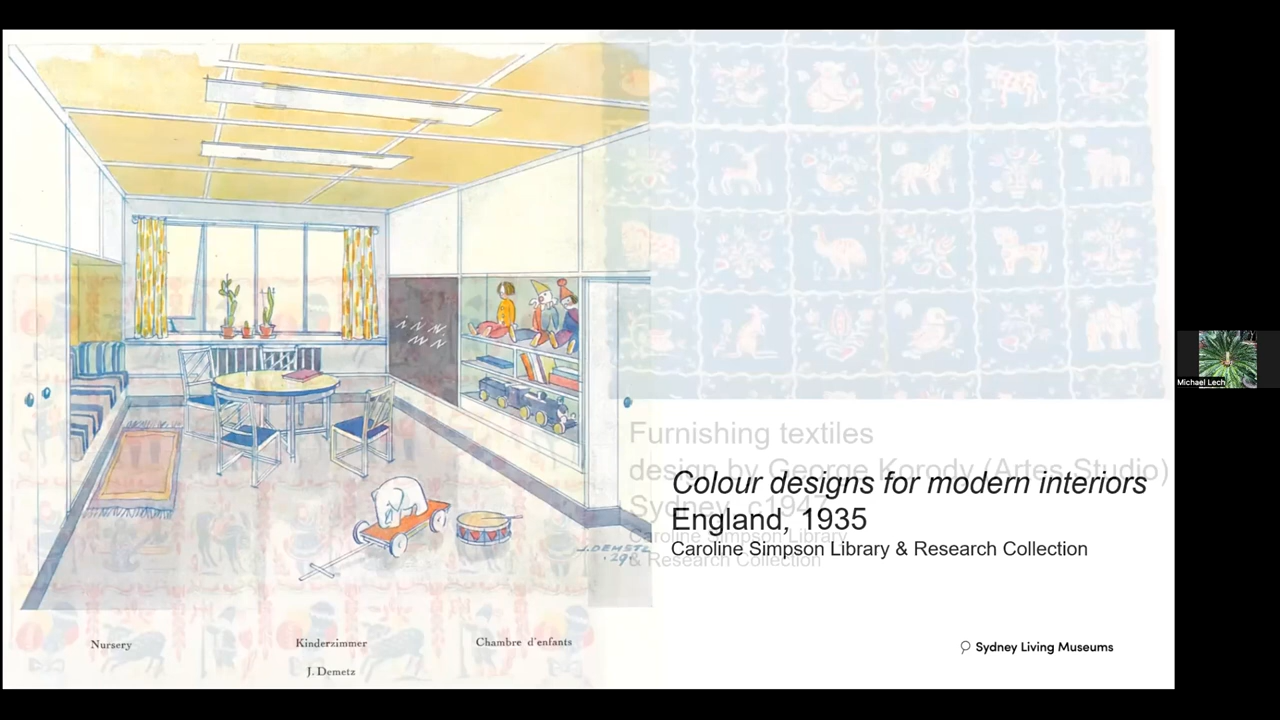 Furnishing textiles
design by George Korody (Artes Studio)
Sydney, c1947
Caroline Simpson Library
& Research Collection
Colour designs for modern interiors
England, 1935
Caroline Simpson Library & Research Collection
J. DEMETZ
Nursery
Kinderzimmer
Chambre d'enfants
J. Demetz
Sydney Living Museums
Michael Lech